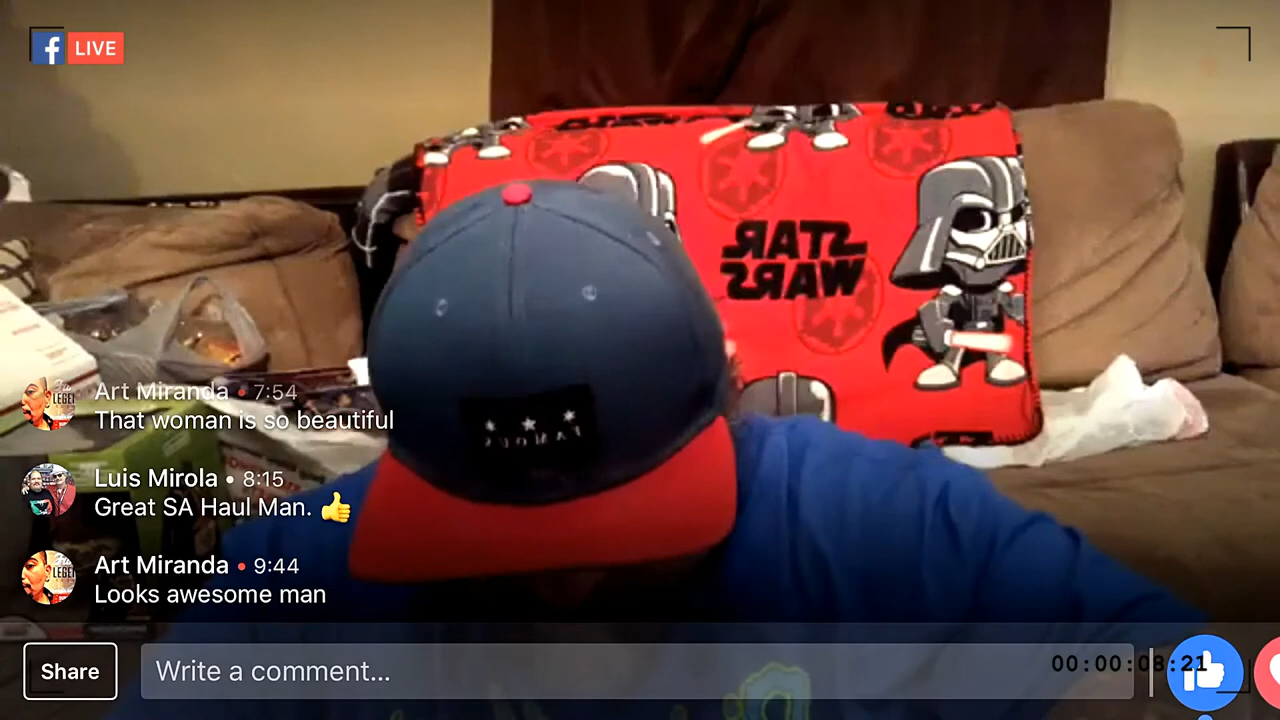 f LIVE
STAR
WARS
FAMOUS
Art Miranda • 7:54
That woman is so beautiful
Luis Mirola • 8:15
Great SA Haul Man. 👍
Art Miranda • 9:44
Looks awesome man
Share
Write a comment...
00:00:08:21